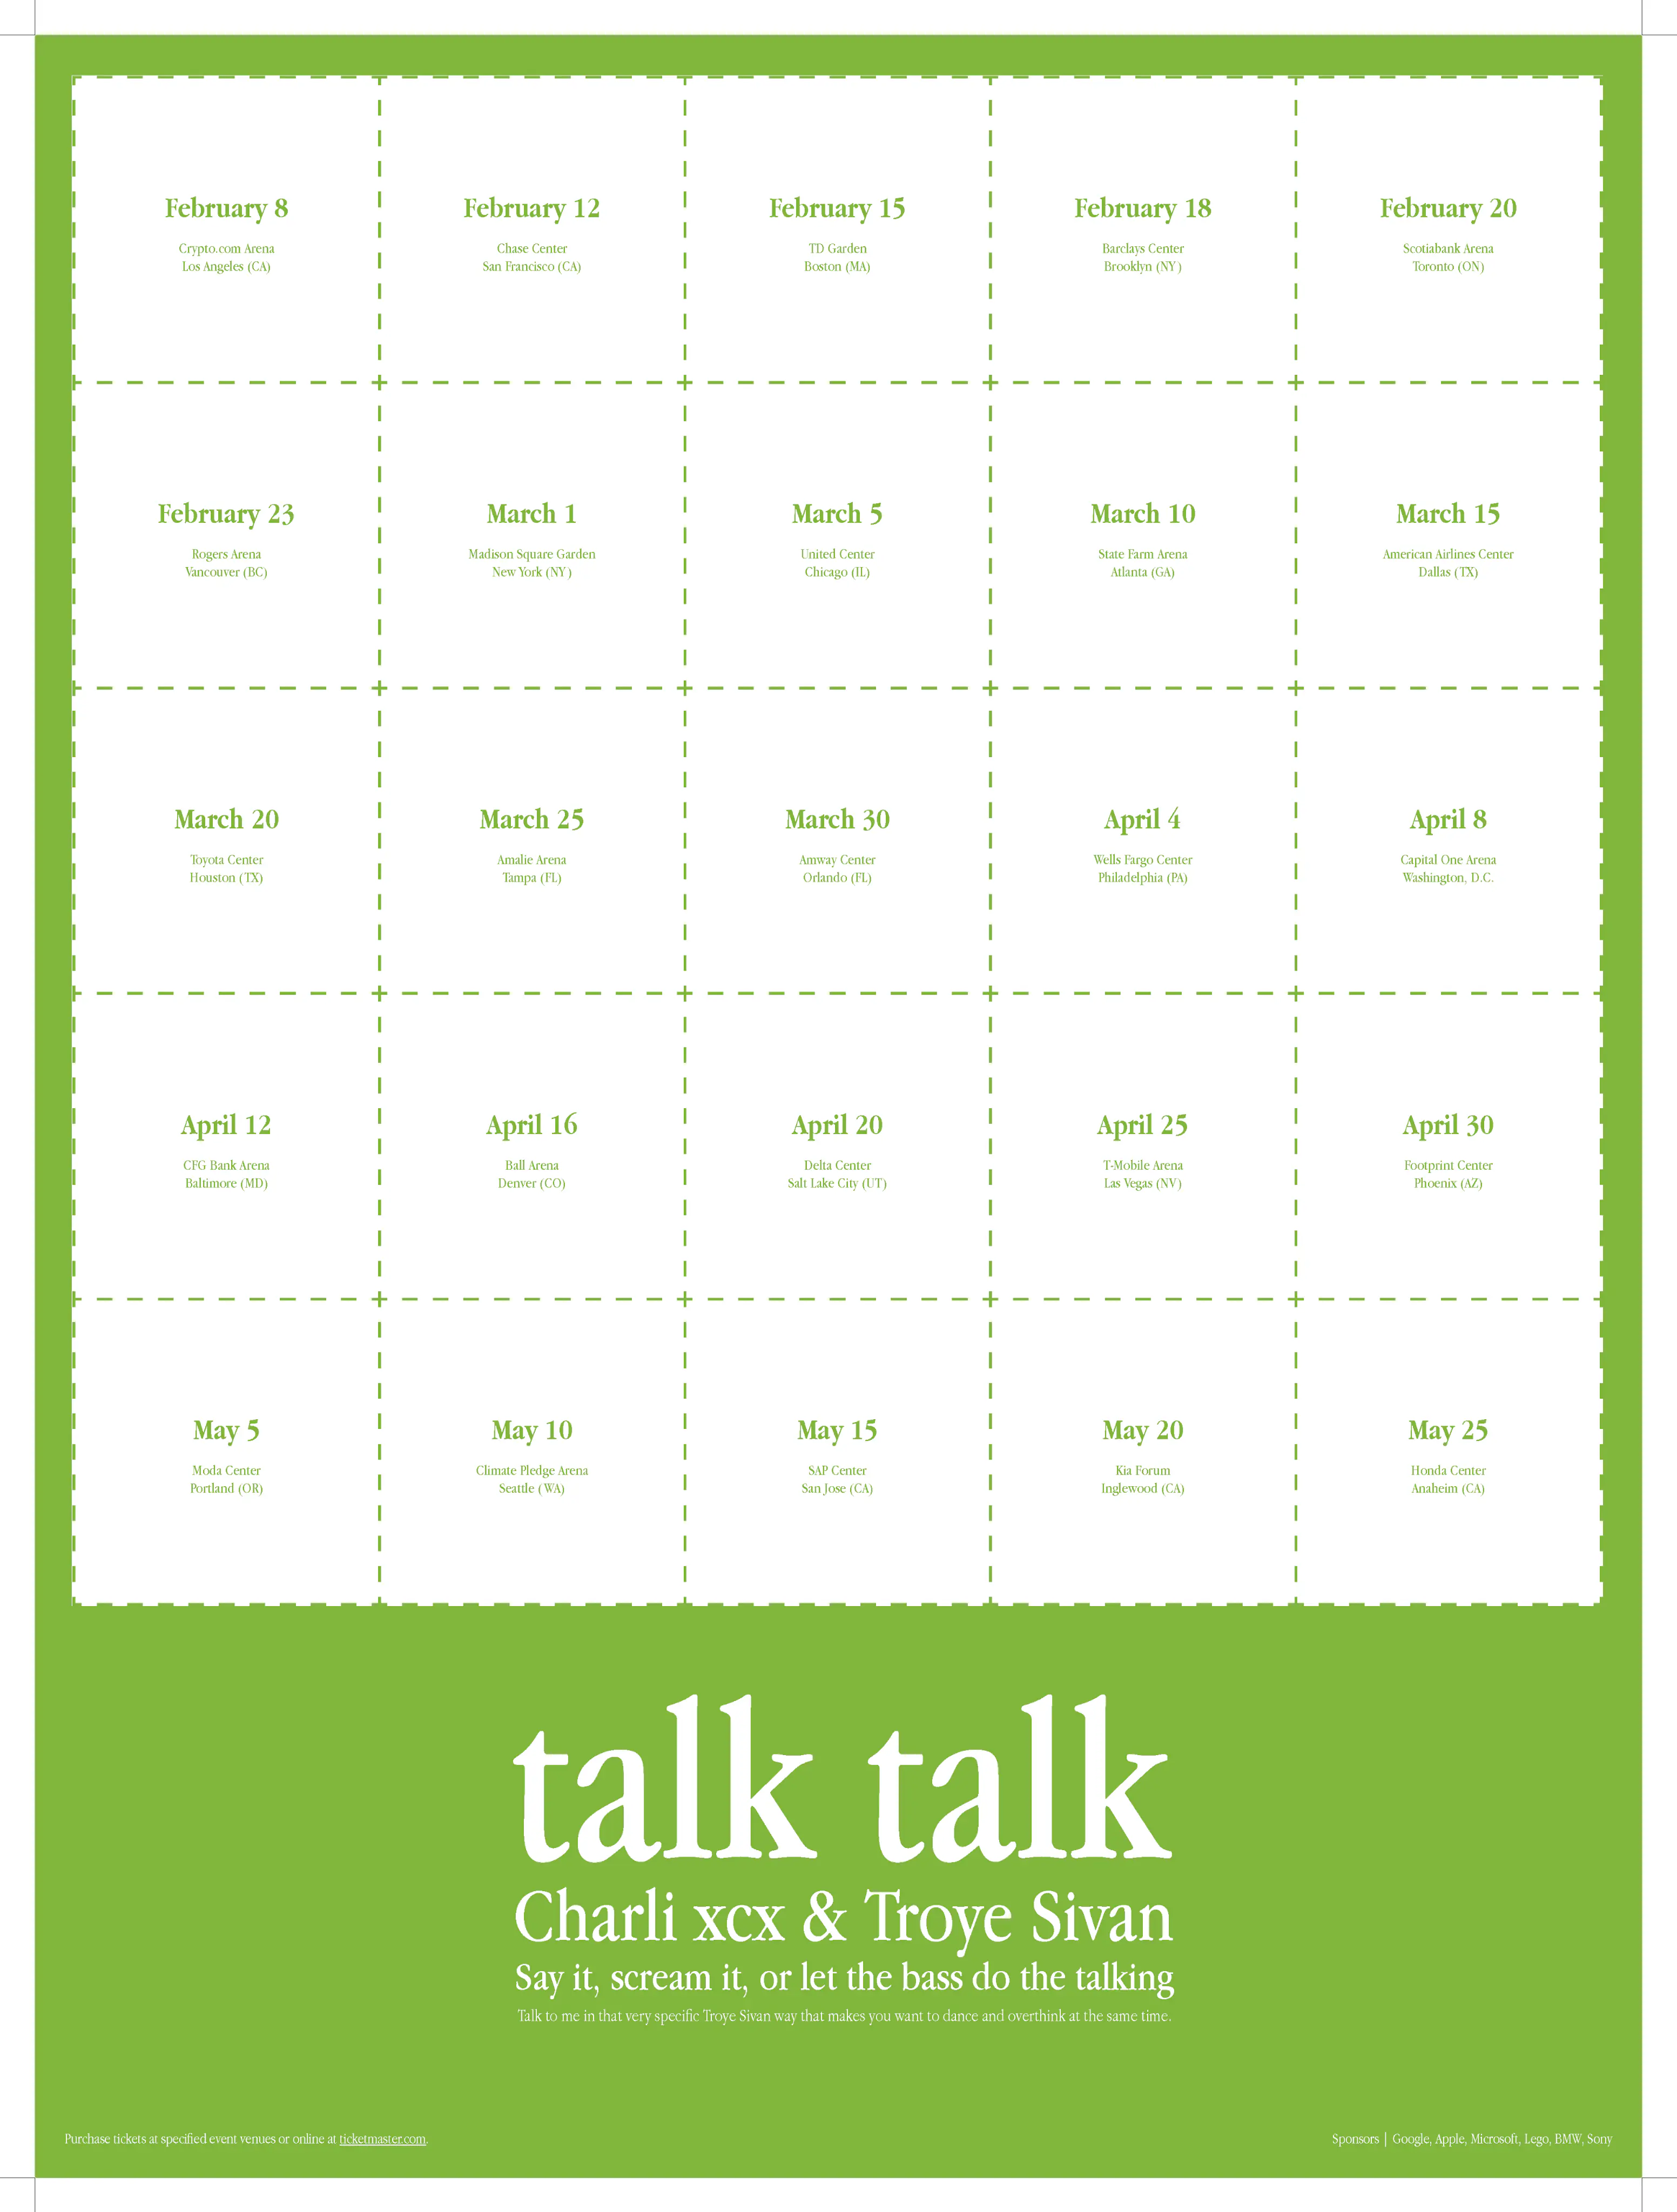 February 8
Crypto.com Arena
Los Angeles (CA)
February 12
Chase Center
San Francisco (CA)
February 15
TD Garden
Boston (MA)
February 18
Barclays Center
Brooklyn (NY)
February 20
Scotiabank Arena
Toronto (ON)
February 23
Rogers Arena
Vancouver (BC)
March 1
Madison Square Garden
New York (NY)
March 5
United Center
Chicago (IL)
March 10
State Farm Arena
Atlanta (GA)
March 15
American Airlines Center
Dallas (TX)
March 20
Toyota Center
Houston (TX)
March 25
Amalie Arena
Tampa (FL)
March 30
Amway Center
Orlando (FL)
April 4
Wells Fargo Center
Philadelphia (PA)
April 8
Capital One Arena
Washington, D.C.
April 12
CFG Bank Arena
Baltimore (MD)
April 16
Ball Arena
Denver (CO)
April 20
Delta Center
Salt Lake City (UT)
April 25
T-Mobile Arena
Las Vegas (NV)
April 30
Footprint Center
Phoenix (AZ)
May 5
Moda Center
Portland (OR)
May 10
Climate Pledge Arena
Seattle (WA)
May 15
SAP Center
San Jose (CA)
May 20
Kia Forum
Inglewood (CA)
May 25
Honda Center
Anaheim (CA)
talk talk
Charli xcx & Troye Sivan
Say it, scream it, or let the bass do the talking
Talk to me in that very specific Troye Sivan way that makes you want to dance and overthink at the same time.
Purchase tickets at specified event venues or online at ticketmaster.com.
Sponsors | Google, Apple, Microsoft, Lego, BMW, Sony